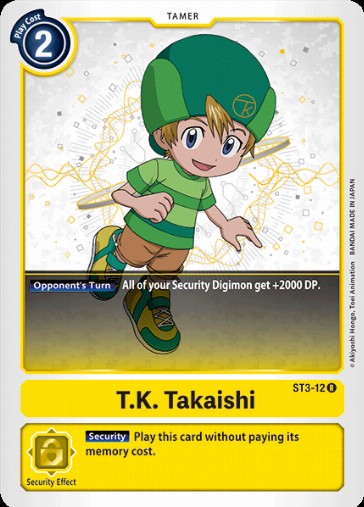 Play Cost
2
TAMER
TK
Opponent's Turn All of your Security Digimon get +2000 DP.
© Akiyoshi Hongo, Toei Animation BANDAI MADE IN JAPAN
ST3-12 R
T.K. Takaishi
Security Play this card without paying its
memory cost.
Security Effect